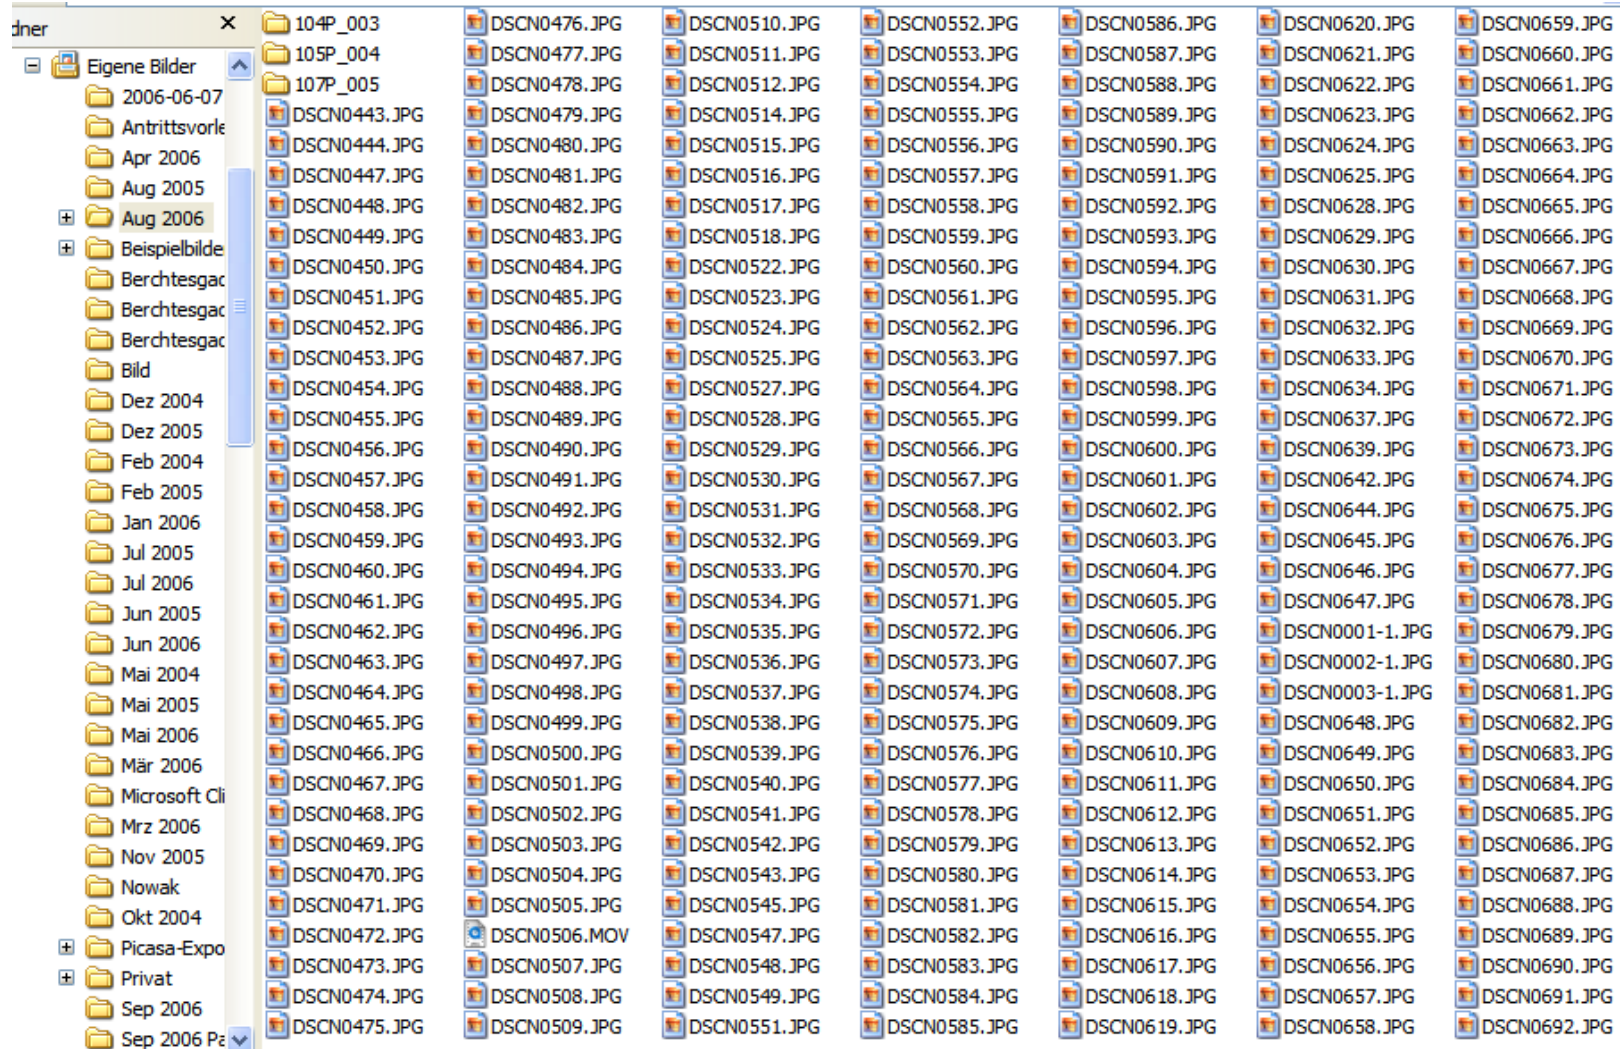 dner
Eigene Bilder
2006-06-07
Antrittsvorle
Apr 2006
Aug 2005
Aug 2006
Beispielbilde
Berchtesgad
Berchtesgad
Berchtesgad
Bild
Dez 2004
Dez 2005
Feb 2004
Feb 2005
Jan 2006
Jul 2005
Jul 2006
Jun 2005
Jun 2006
Mai 2004
Mai 2005
Mai 2006
Mär 2006
Microsoft Cli
Mrz 2006
Nov 2005
Nowak
Okt 2004
Picasa-Expo
Privat
Sep 2006
Sep 2006 Pa
104P_003
105P_004
107P_005
DSCN0443.JPG
DSCN0444.JPG
DSCN0447.JPG
DSCN0448.JPG
DSCN0449.JPG
DSCN0450.JPG
DSCN0451.JPG
DSCN0452.JPG
DSCN0453.JPG
DSCN0454.JPG
DSCN0455.JPG
DSCN0456.JPG
DSCN0457.JPG
DSCN0458.JPG
DSCN0459.JPG
DSCN0460.JPG
DSCN0461.JPG
DSCN0462.JPG
DSCN0463.JPG
DSCN0464.JPG
DSCN0465.JPG
DSCN0466.JPG
DSCN0467.JPG
DSCN0468.JPG
DSCN0469.JPG
DSCN0470.JPG
DSCN0471.JPG
DSCN0472.JPG
DSCN0473.JPG
DSCN0474.JPG
DSCN0475.JPG
DSCN0476.JPG
DSCN0477.JPG
DSCN0478.JPG
DSCN0479.JPG
DSCN0480.JPG
DSCN0481.JPG
DSCN0482.JPG
DSCN0483.JPG
DSCN0484.JPG
DSCN0485.JPG
DSCN0486.JPG
DSCN0487.JPG
DSCN0488.JPG
DSCN0489.JPG
DSCN0490.JPG
DSCN0491.JPG
DSCN0492.JPG
DSCN0493.JPG
DSCN0494.JPG
DSCN0495.JPG
DSCN0496.JPG
DSCN0497.JPG
DSCN0498.JPG
DSCN0499.JPG
DSCN0500.JPG
DSCN0501.JPG
DSCN0502.JPG
DSCN0503.JPG
DSCN0504.JPG
DSCN0505.JPG
DSCN0506.MOV
DSCN0507.JPG
DSCN0508.JPG
DSCN0509.JPG
DSCN0510.JPG
DSCN0511.JPG
DSCN0512.JPG
DSCN0514.JPG
DSCN0515.JPG
DSCN0516.JPG
DSCN0517.JPG
DSCN0518.JPG
DSCN0522.JPG
DSCN0523.JPG
DSCN0524.JPG
DSCN0525.JPG
DSCN0527.JPG
DSCN0528.JPG
DSCN0529.JPG
DSCN0530.JPG
DSCN0531.JPG
DSCN0532.JPG
DSCN0533.JPG
DSCN0534.JPG
DSCN0535.JPG
DSCN0536.JPG
DSCN0537.JPG
DSCN0538.JPG
DSCN0539.JPG
DSCN0540.JPG
DSCN0541.JPG
DSCN0542.JPG
DSCN0543.JPG
DSCN0545.JPG
DSCN0547.JPG
DSCN0548.JPG
DSCN0549.JPG
DSCN0551.JPG
DSCN0552.JPG
DSCN0553.JPG
DSCN0554.JPG
DSCN0555.JPG
DSCN0556.JPG
DSCN0557.JPG
DSCN0558.JPG
DSCN0559.JPG
DSCN0560.JPG
DSCN0561.JPG
DSCN0562.JPG
DSCN0563.JPG
DSCN0564.JPG
DSCN0565.JPG
DSCN0566.JPG
DSCN0567.JPG
DSCN0568.JPG
DSCN0569.JPG
DSCN0570.JPG
DSCN0571.JPG
DSCN0572.JPG
DSCN0573.JPG
DSCN0574.JPG
DSCN0575.JPG
DSCN0576.JPG
DSCN0577.JPG
DSCN0578.JPG
DSCN0579.JPG
DSCN0580.JPG
DSCN0581.JPG
DSCN0582.JPG
DSCN0583.JPG
DSCN0584.JPG
DSCN0585.JPG
DSCN0586.JPG
DSCN0587.JPG
DSCN0588.JPG
DSCN0589.JPG
DSCN0590.JPG
DSCN0591.JPG
DSCN0592.JPG
DSCN0593.JPG
DSCN0594.JPG
DSCN0595.JPG
DSCN0596.JPG
DSCN0597.JPG
DSCN0598.JPG
DSCN0599.JPG
DSCN0600.JPG
DSCN0601.JPG
DSCN0602.JPG
DSCN0603.JPG
DSCN0604.JPG
DSCN0605.JPG
DSCN0606.JPG
DSCN0607.JPG
DSCN0608.JPG
DSCN0609.JPG
DSCN0610.JPG
DSCN0611.JPG
DSCN0612.JPG
DSCN0613.JPG
DSCN0614.JPG
DSCN0615.JPG
DSCN0616.JPG
DSCN0617.JPG
DSCN0618.JPG
DSCN0619.JPG
DSCN0620.JPG
DSCN0621.JPG
DSCN0622.JPG
DSCN0623.JPG
DSCN0624.JPG
DSCN0625.JPG
DSCN0628.JPG
DSCN0629.JPG
DSCN0630.JPG
DSCN0631.JPG
DSCN0632.JPG
DSCN0633.JPG
DSCN0634.JPG
DSCN0637.JPG
DSCN0639.JPG
DSCN0642.JPG
DSCN0644.JPG
DSCN0645.JPG
DSCN0646.JPG
DSCN0647.JPG
DSCN0001-1.JPG
DSCN0002-1.JPG
DSCN0003-1.JPG
DSCN0648.JPG
DSCN0649.JPG
DSCN0650.JPG
DSCN0651.JPG
DSCN0652.JPG
DSCN0653.JPG
DSCN0654.JPG
DSCN0655.JPG
DSCN0656.JPG
DSCN0657.JPG
DSCN0658.JPG
DSCN0659.JPG
DSCN0660.JPG
DSCN0661.JPG
DSCN0662.JPG
DSCN0663.JPG
DSCN0664.JPG
DSCN0665.JPG
DSCN0666.JPG
DSCN0667.JPG
DSCN0668.JPG
DSCN0669.JPG
DSCN0670.JPG
DSCN0671.JPG
DSCN0672.JPG
DSCN0673.JPG
DSCN0674.JPG
DSCN0675.JPG
DSCN0676.JPG
DSCN0677.JPG
DSCN0678.JPG
DSCN0679.JPG
DSCN0680.JPG
DSCN0681.JPG
DSCN0682.JPG
DSCN0683.JPG
DSCN0684.JPG
DSCN0685.JPG
DSCN0686.JPG
DSCN0687.JPG
DSCN0688.JPG
DSCN0689.JPG
DSCN0690.JPG
DSCN0691.JPG
DSCN0692.JPG